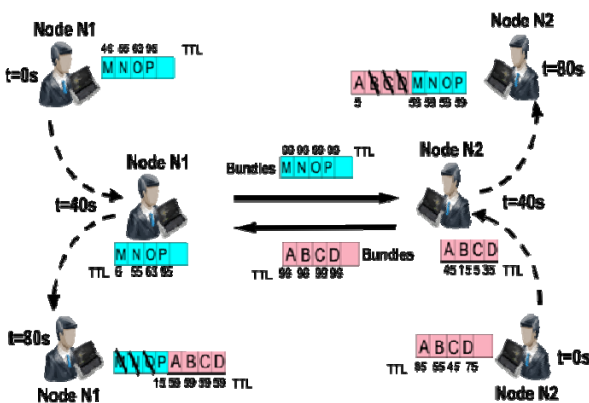 Node N1
46 55 63 95 TTL
M N O P
t=0s
Node N2
t=80s
A B C D M N O P
5 59 59 59 59
Node N1
t=40s
M N O P
TTL 6 55 63 95
99 99 99 99 TTL
Bundles M N O P
A B C D Bundles
TTL 99 99 99 99
Node N2
t=40s
A B C D
45 15 5 35 TTL
t=80s
M N O P A B C D
15 59 59 59 59 TTL
Node N1
A B C D
TTL 85 55 45 75
t=0s
Node N2